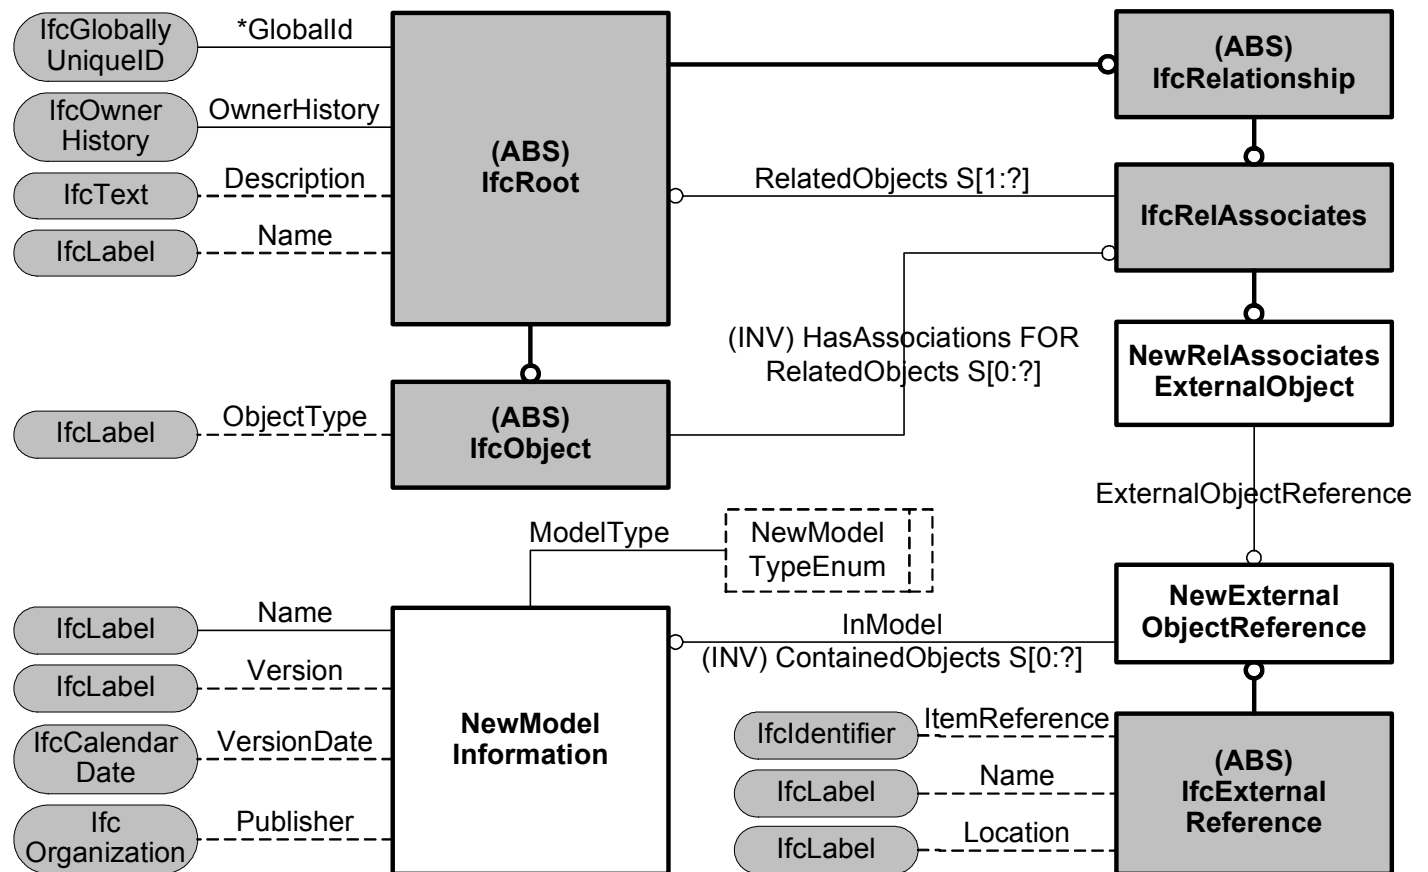 IfcGlobally
UniqueID
*GlobalId
(ABS)
IfcRelationship
IfcOwner
History
OwnerHistory
(ABS)
IfcRoot
IfcText
Description
RelatedObjects S[1:?]
IfcRelAssociates
IfcLabel
Name
(INV) HasAssociations FOR
RelatedObjects S[0:?]
NewRelAssociates
ExternalObject
IfcLabel
ObjectType
(ABS)
IfcObject
ExternalObjectReference
ModelType
NewModel
TypeEnum
NewExternal
ObjectReference
IfcLabel
Name
InModel
(INV) ContainedObjects S[0:?]
IfcLabel
Version
NewModel
Information
IfcCalendar
Date
VersionDate
IfcIdentifier
ItemReference
(ABS)
IfcExternal
Reference
IfcLabel
Name
Ifc
Organization
Publisher
IfcLabel
Location